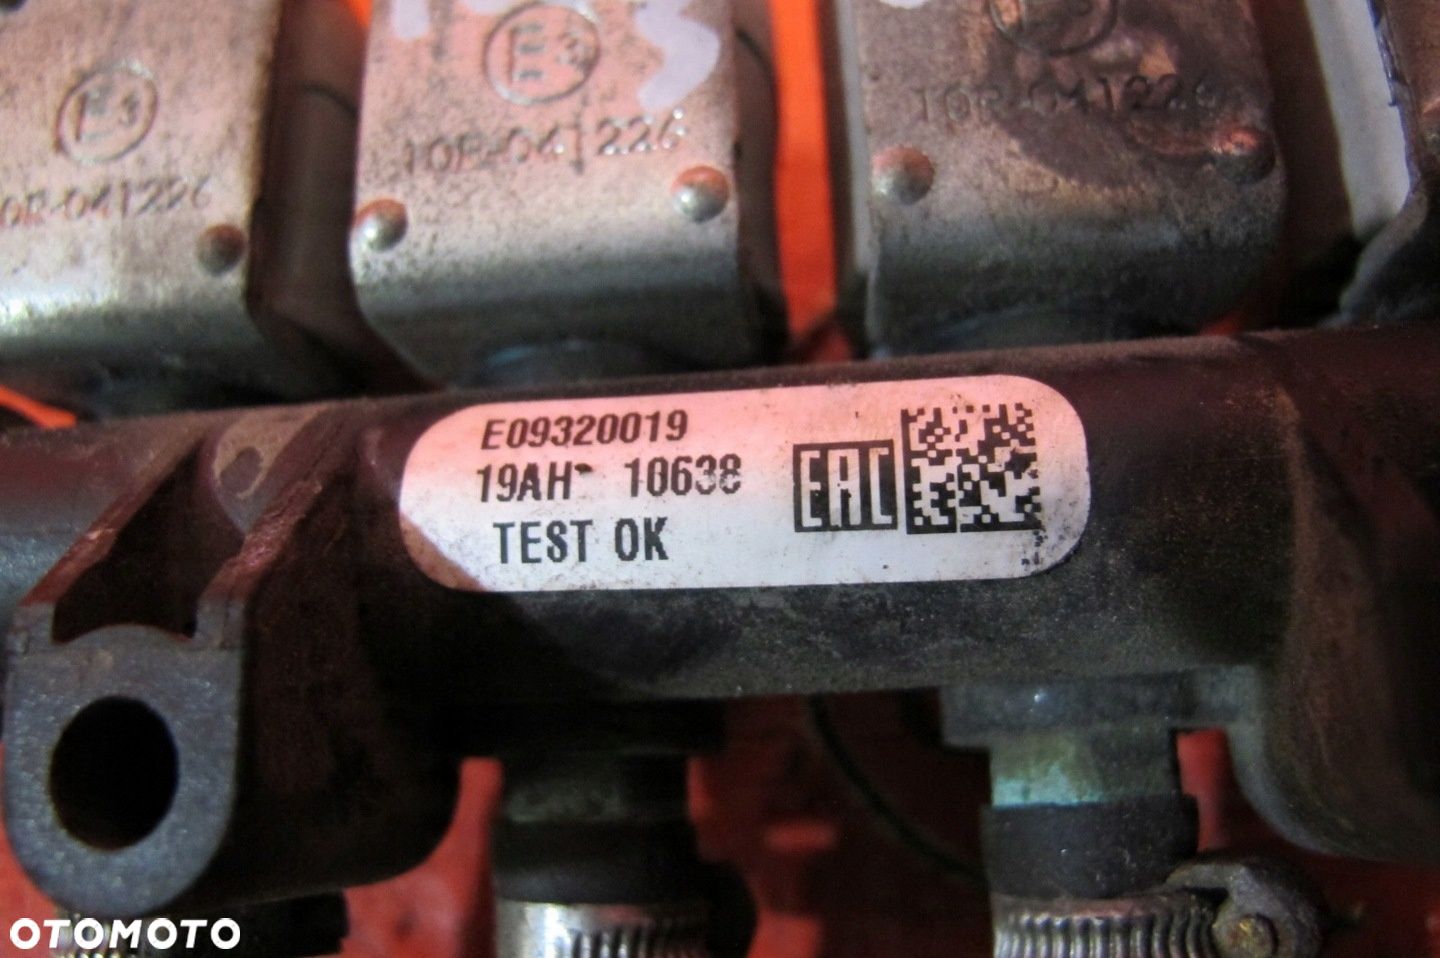 E3
E3
10R-041226
10R-041226
10R-041226
E09320019
19AH 10638
TEST OK
EAC
OTOMOTO